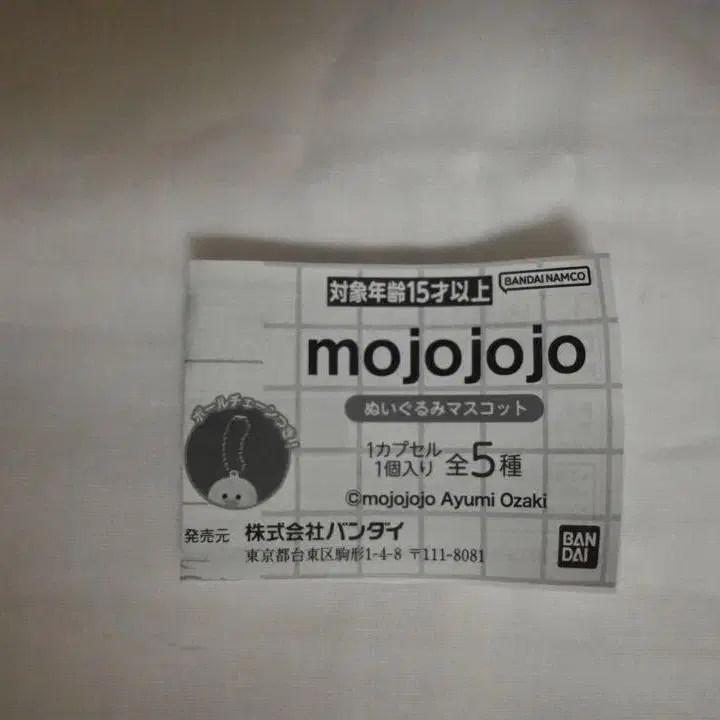 対象年齢15才以上
BANDAI NAMCO
mojojojo
ぬいぐるみマスコット
ボールチェーンつき!!
1カプセル
1個入り
全5種
©mojojojo Ayumi Ozaki
発売元 株式会社バンダイ
東京都台東区駒形1-4-8 〒111-8081
BAN
DAI